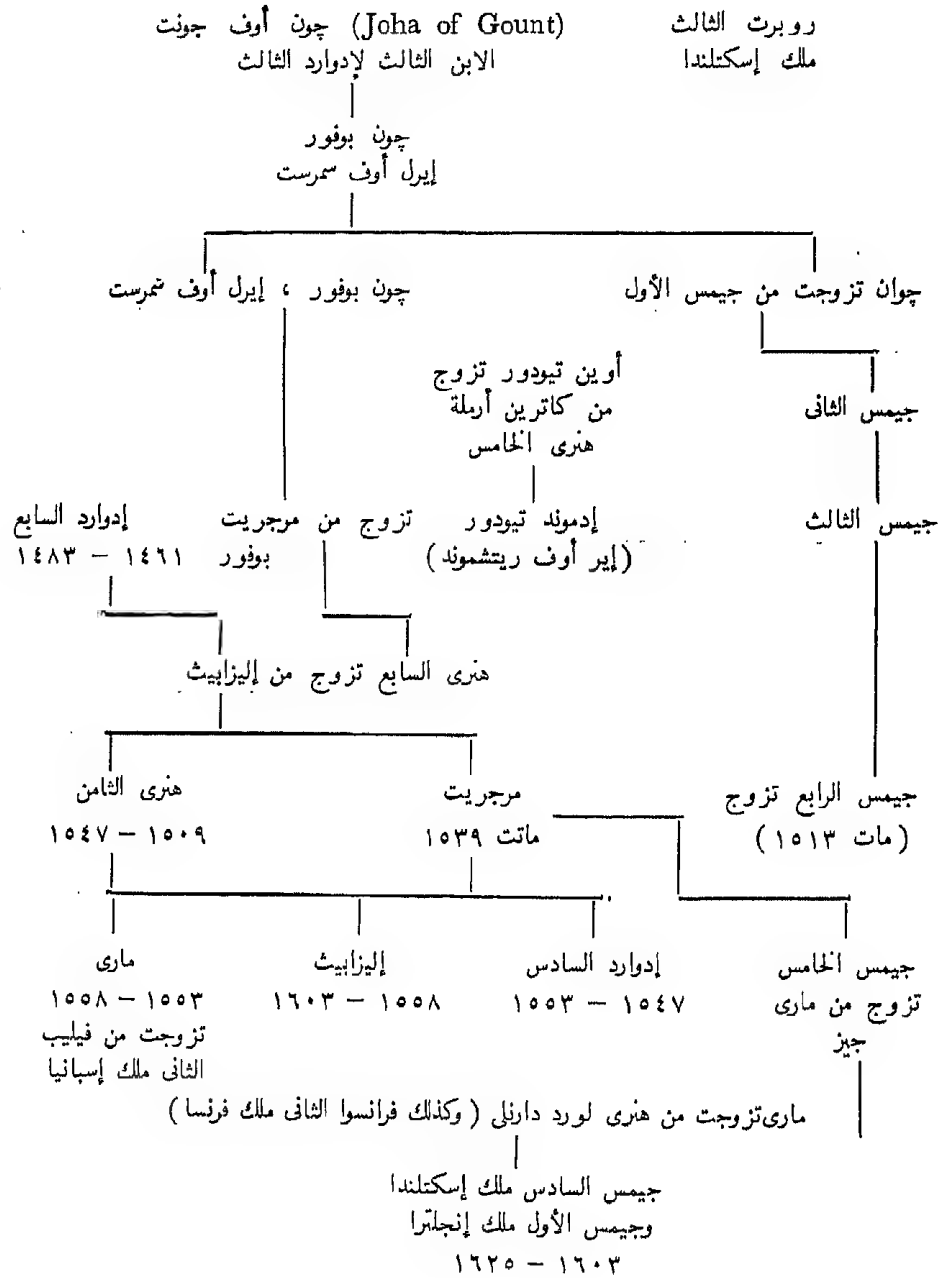 روبرت الثالث
ملك إسكتلندا
چون أوف جونت (Joha of Gount)
الابن الثالث لإدوارد الثالث
چون بوفور
إيرل أوف سمرست
چوان تزوجت من جيمس الأول
چون بوفور ، إيرل أوف سمرست
أوين تيودور تزوج
من كاترين أرملة
هنرى الخامس
جيمس الثانى
جيمس الثالث
إدموند تيودور
(إير أوف ريتشموند)
تزوج من مرجريت
بوفور
إدوارد السابع
١٤٦١ – ١٤٨٣
هنرى السابع تزوج من إليزابيث
جيمس الرابع تزوج
(مات ١٥١٣)
مرجريت
ماتت ١٥٣٩
هنرى الثامن
١٥٠٩ – ١٥٤٧
جيمس الخامس
تزوج من مارى
جيز
إدوارد السادس
١٥٤٧ – ١٥٥٣
إليزابيث
١٥٥٨ – ١٦٠٣
مارى
١٥٥٣ – ١٥٥٨
تزوجت من فيليب
الثانى ملك إسبانيا
مارى تزوجت من هنرى لورد دارنلى (وكذلك فرانسوا الثانى ملك فرنسا)
جيمس السادس ملك إسكتلندا
وجيمس الأول ملك إنجلترا
١٦٠٣ – ١٦٢٥